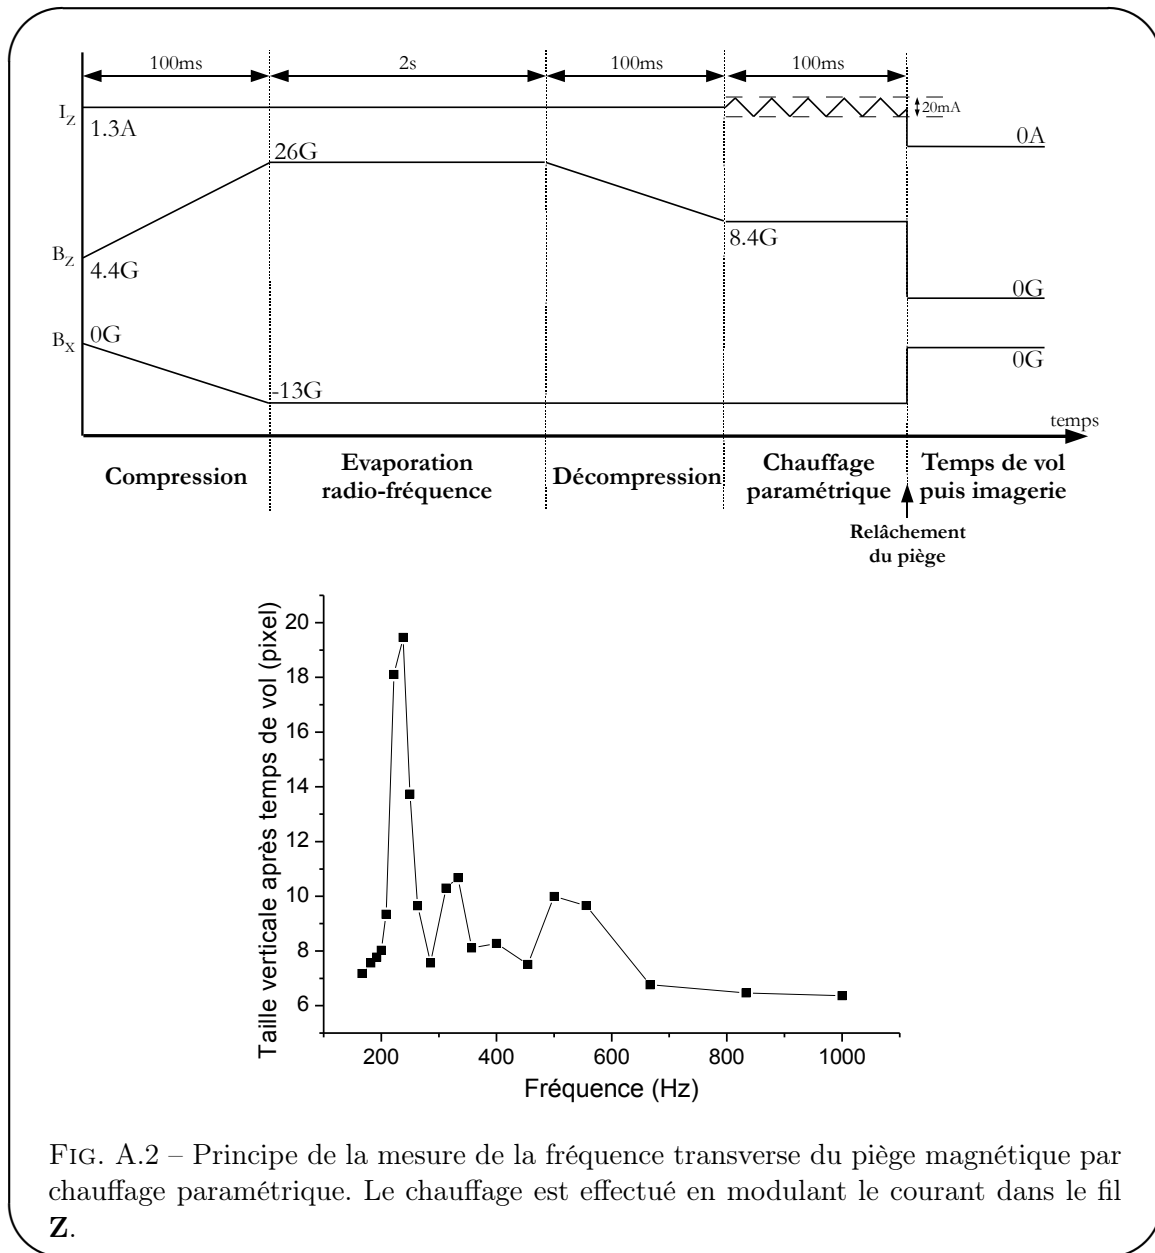 100ms 2s 100ms 100ms
I_Z 1.3A 20mA 0A
26G
B_Z 4.4G 8.4G 0G
B_X 0G 0G
-13G
temps
Compression
Evaporation
radio-fréquence
Décompression
Chauffage
paramétrique
Temps de vol
puis imagerie
Relâchement
du piège
Taille verticale après temps de vol (pixel)
20
18
16
14
12
10
8
6
200 400 600 800 1000
Fréquence (Hz)
FIG. A.2 – Principe de la mesure de la fréquence transverse du piège magnétique par
chauffage paramétrique. Le chauffage est effectué en modulant le courant dans le fil
Z.